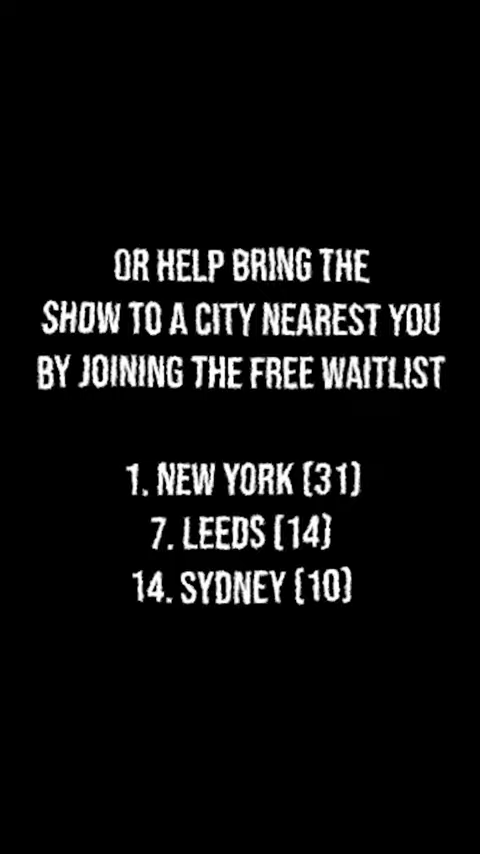 OR HELP BRING THE
SHOW TO A CITY NEAREST YOU
BY JOINING THE FREE WAITLIST
1. NEW YORK (31)
7. LEEDS (14)
14. SYDNEY (10)